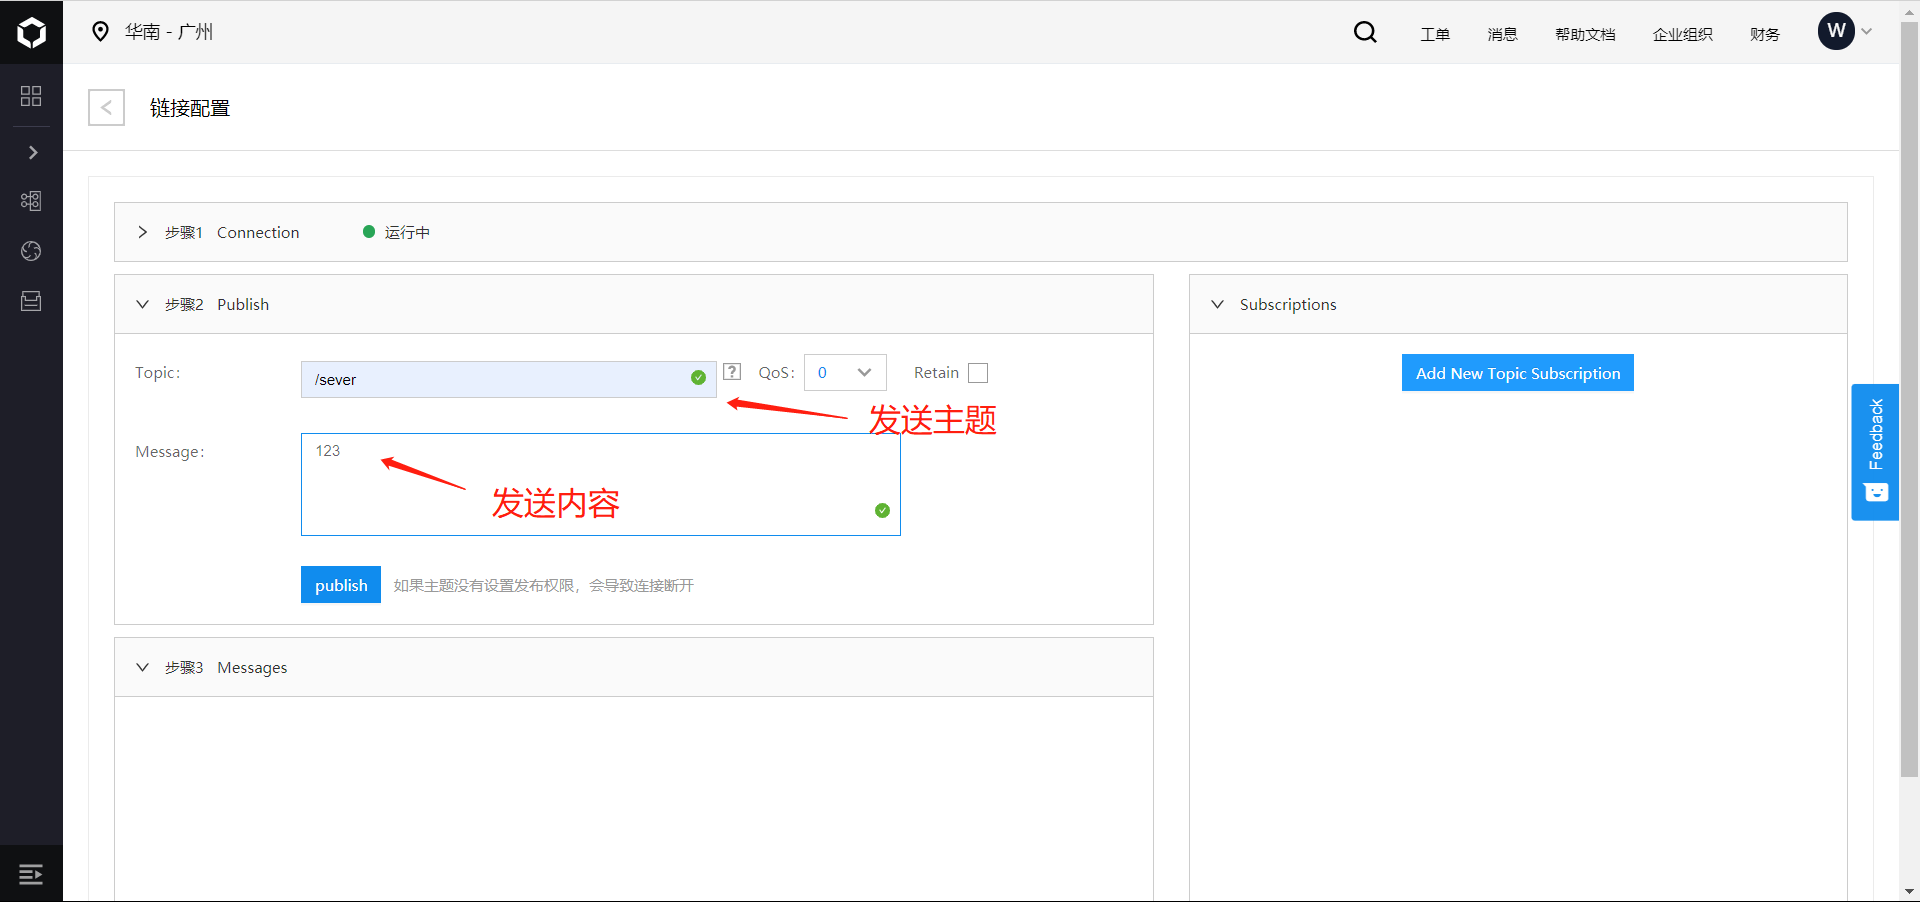 华南 - 广州
工单
消息
帮助文档
企业组织
财务
W
链接配置
步骤1 Connection 运行中
步骤2 Publish
Subscriptions
Topic:
/sever
QoS: 0
Retain
Add New Topic Subscription
发送主题
Feedback
Message:
123
发送内容
publish 如果主题没有设置发布权限，会导致连接断开
步骤3 Messages